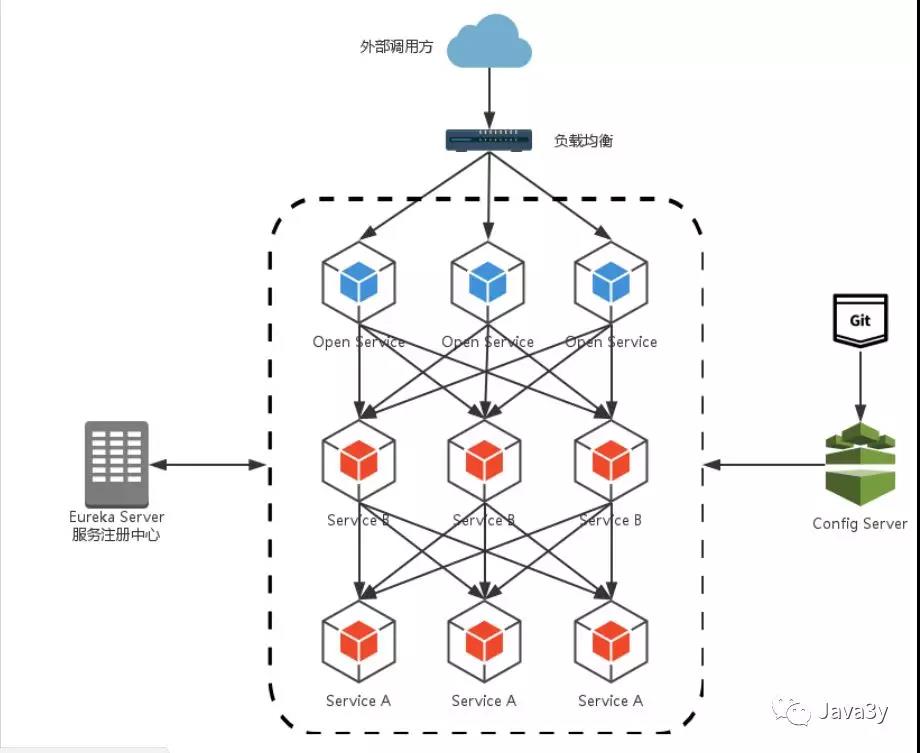 外部调用方
负载均衡
Open Service Open Service Open Service
Git
Service B Service B Service B
Eureka Server
服务注册中心
Config Server
Service A Service A Service A
Java3y